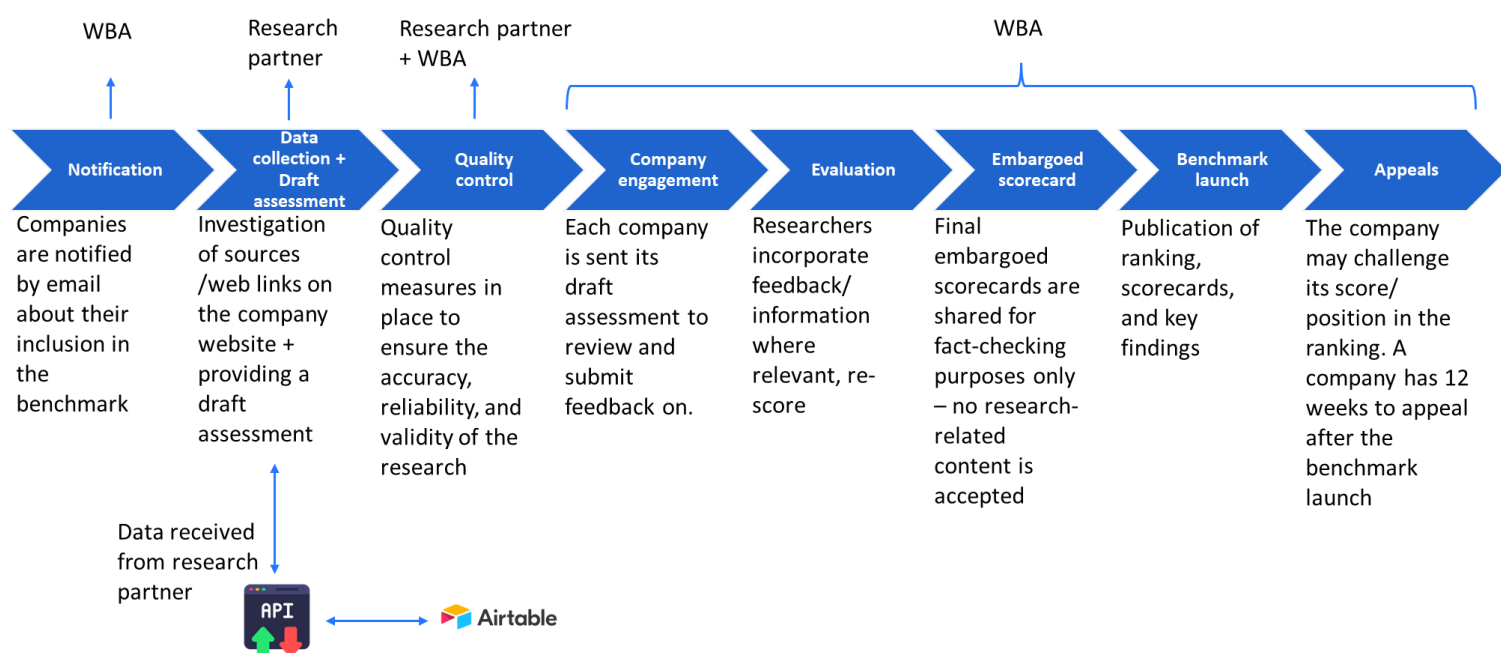 WBA
Research
partner
Research partner
+ WBA
WBA
Notification
Data
collection +
Draft
assessment
Quality
control
Company
engagement
Evaluation
Embargoed
scorecard
Benchmark
launch
Appeals
Companies
are notified
by email
about their
inclusion in
the
benchmark
Investigation
of sources
/web links on
the company
website +
providing a
draft
assessment
Quality
control
measures in
place to
ensure the
accuracy,
reliability, and
validity of the
research
Each company
is sent its
draft
assessment to
review and
submit
feedback on.
Researchers
incorporate
feedback/
information
where
relevant, re-
score
Final
embargoed
scorecards are
shared for
fact-checking
purposes only
– no research-
related
content is
accepted
Publication of
ranking,
scorecards,
and key
findings
The company
may challenge
its score/
position in the
ranking. A
company has 12
weeks to appeal
after the
benchmark
launch
Data received
from research
partner
API
Airtable